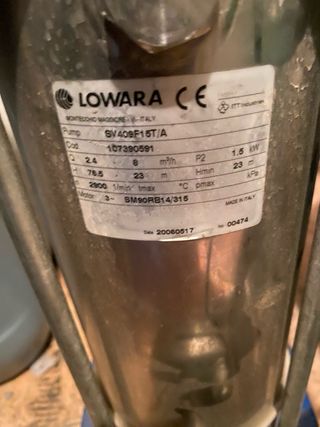 LOWARA CE ITT Industries
MONTECCHIO MAGGIORE - VI - ITALY
Pump SV409F15T/A
Cod 107390591
Q 2.4 - 8 m³/h P2 1.5 kW
H 76.5 - 23 m Hmin 23 m
2900 1/min tmax °C pmax kPa
Motor 3~ SM90RB14/315
MADE IN ITALY
Date 20060517 No 00474